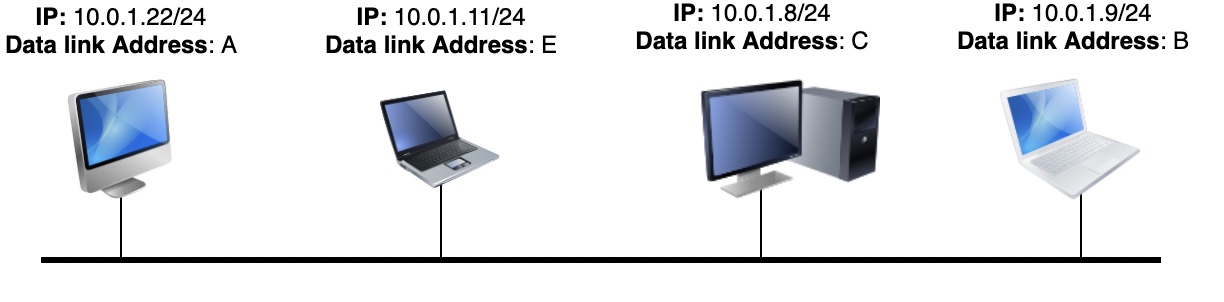 IP: 10.0.1.22/24
Data link Address: A
IP: 10.0.1.11/24
Data link Address: E
IP: 10.0.1.8/24
Data link Address: C
IP: 10.0.1.9/24
Data link Address: B